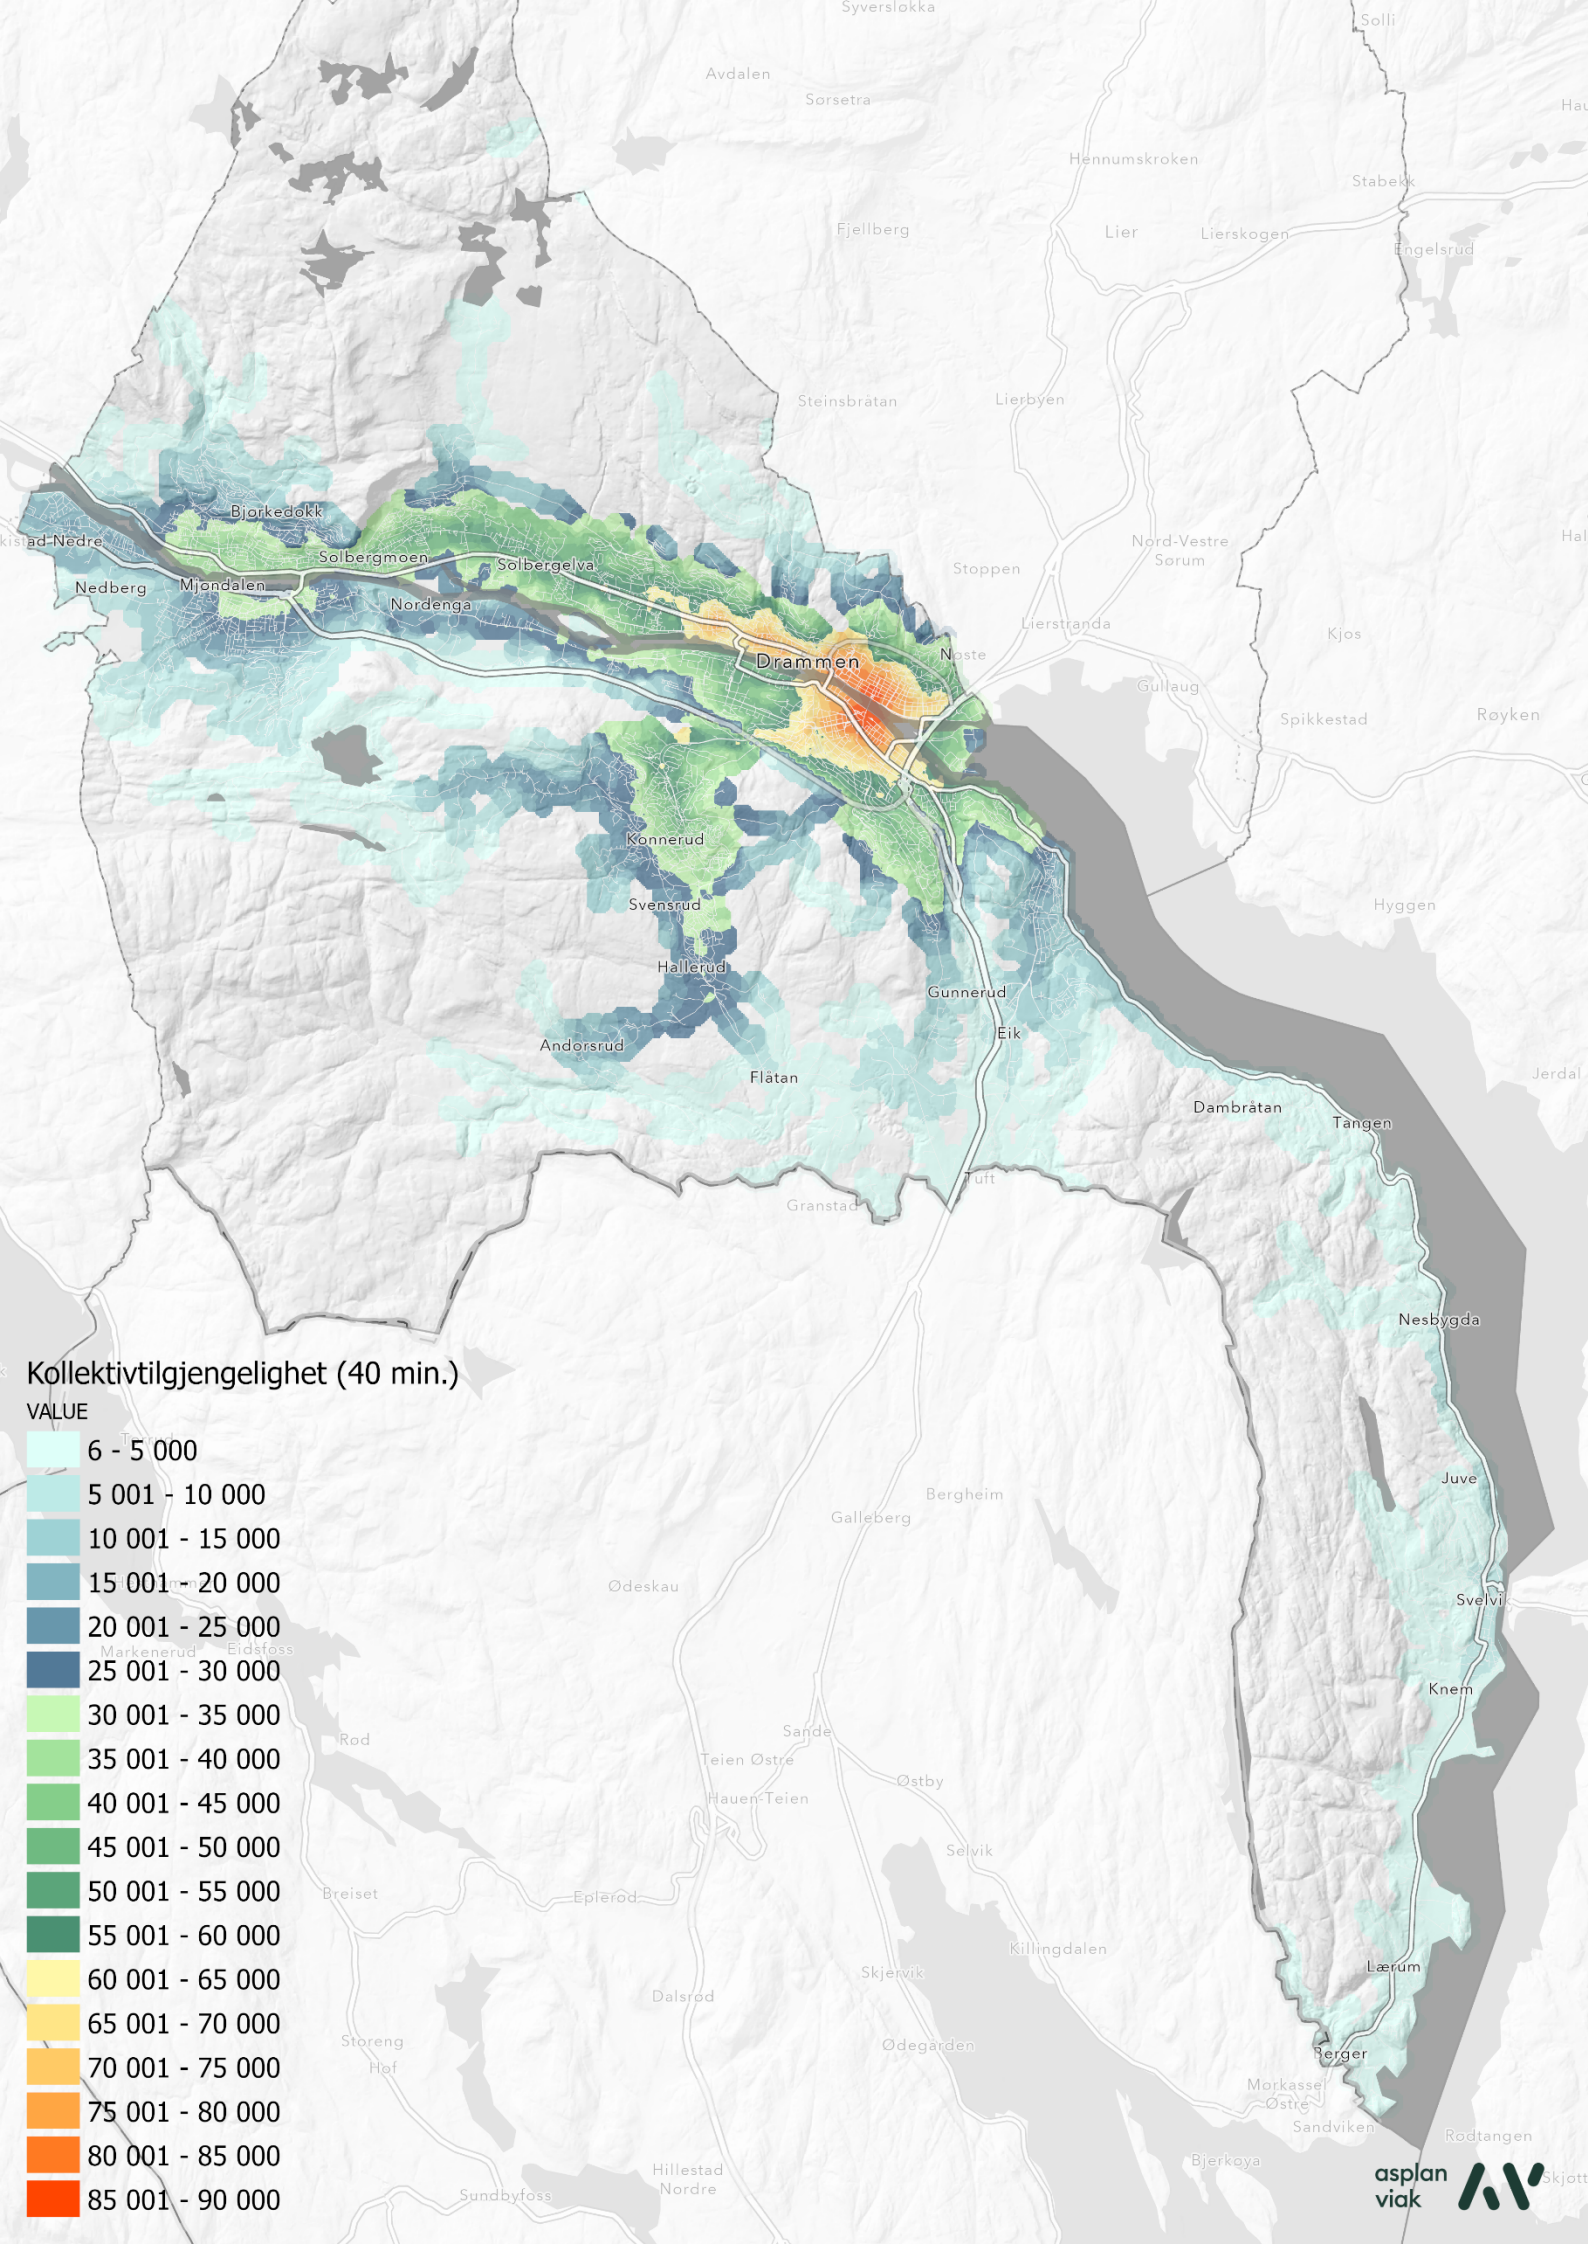 Syversløkka
Solli
Avdalen
Sørsetra
Hennumskroken
Stabekk
Fjellberg
Lier
Lierskogen
Engelsrud
Steinsbråtan
Lierbyen
Bjørkedokk
Nord-Vestre
Sørum
Solbergmoen
Solbergelva
Stoppen
Nedberg
Mjøndalen
Nordenga
Lierstranda
Kjos
Drammen
Nøste
Gullaug
Spikkestad
Røyken
Konnerud
Svensrud
Hyggen
Hallerud
Gunnerud
Eik
Andorsrud
Flåtan
Jerdal
Dambråtan
Tangen
Tuft
Granstad
Nesbygda
Kollektivtilgjengelighet (40 min.)
VALUE
6 - 5 000
5 001 - 10 000
10 001 - 15 000
15 001 - 20 000
20 001 - 25 000
25 001 - 30 000
30 001 - 35 000
35 001 - 40 000
40 001 - 45 000
45 001 - 50 000
50 001 - 55 000
55 001 - 60 000
60 001 - 65 000
65 001 - 70 000
70 001 - 75 000
75 001 - 80 000
80 001 - 85 000
85 001 - 90 000
Juve
Bergheim
Galleberg
Ødeskau
Svelvi
Markenerud
Eidsfoss
Knem
Rød
Sande
Teien Østre
Østby
Hauen-Teien
Selvik
Breiset
Eplerød
Killingdalen
Lærum
Skjervik
Dalsrød
Storeng
Hof
Ødegården
Berger
Morkassel
Østre
Sandviken
Rødtangen
Bjerkøya
Hillestad
Nordre
Sundbyfoss
asplan
viak